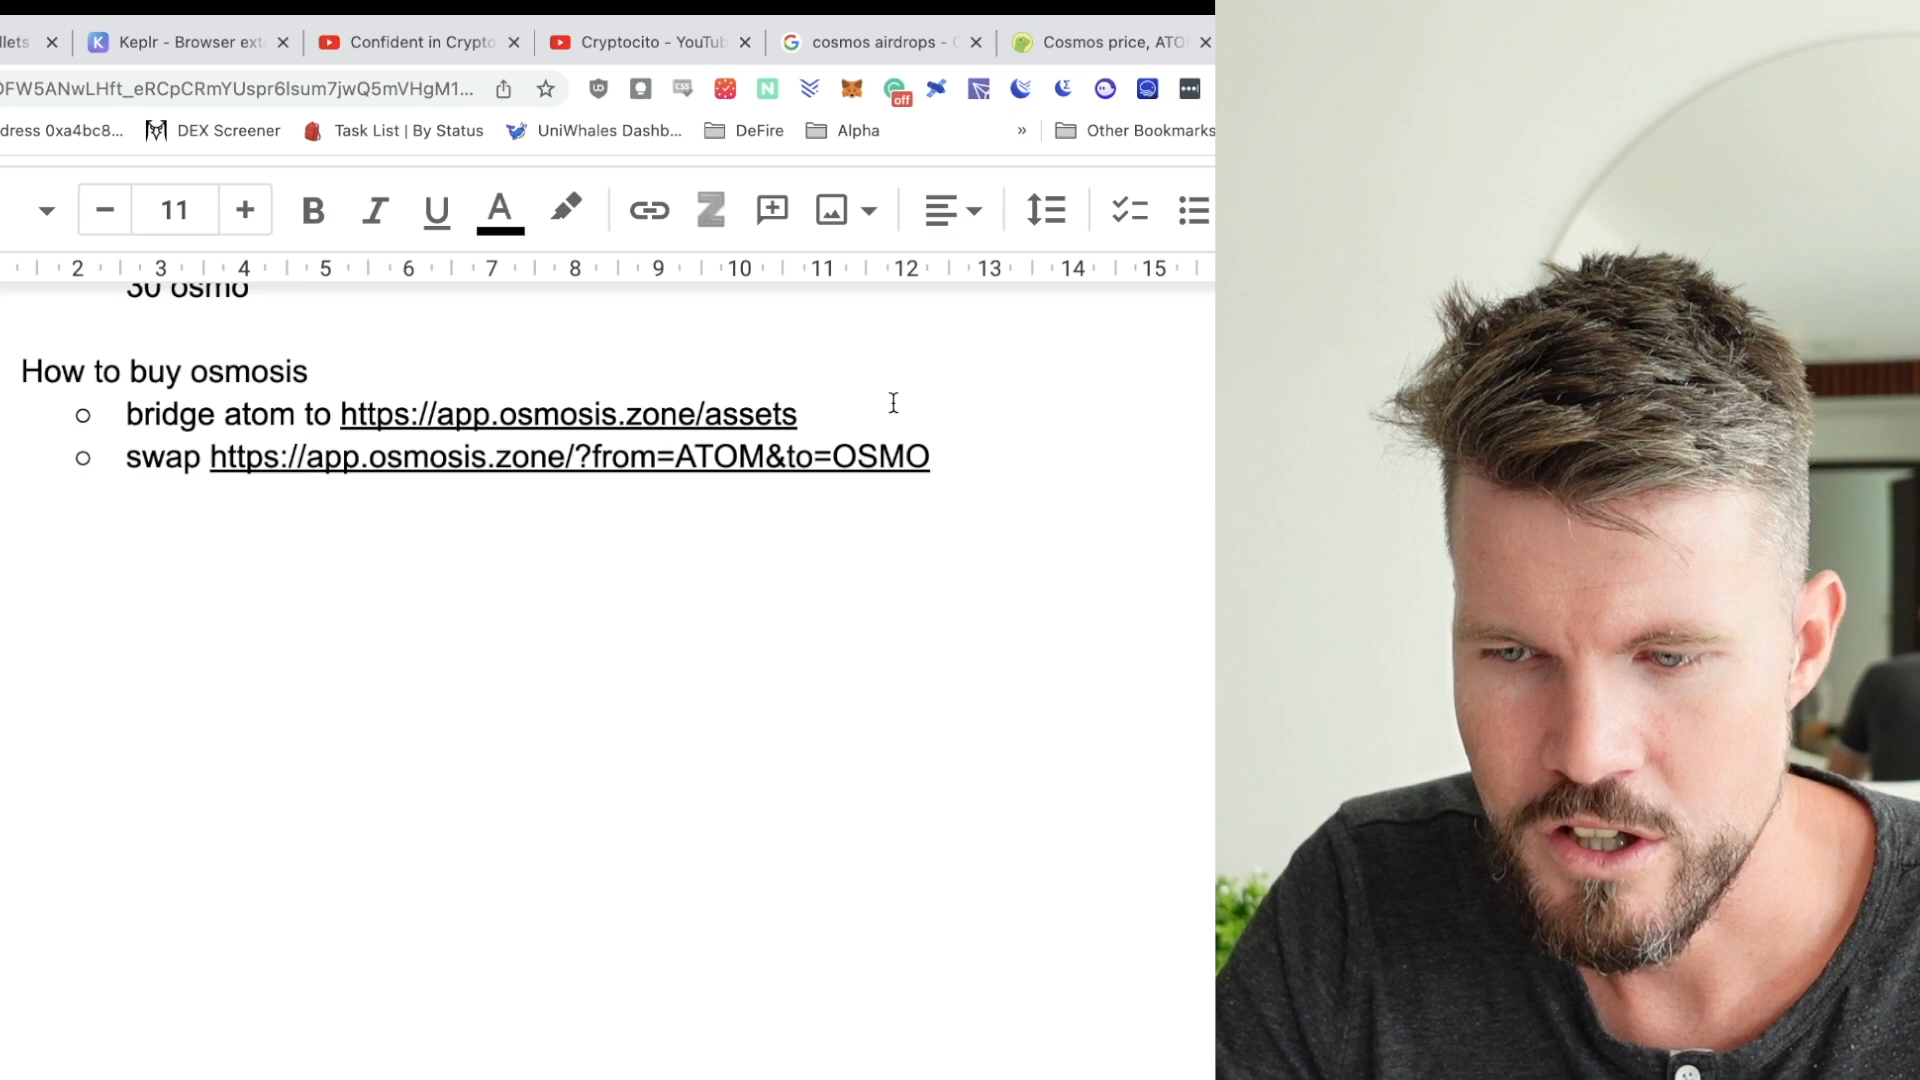 llets
Keplr - Browser ext
Confident in Crypto
Cryptocito - YouTub
cosmos airdrops -
Cosmos price, ATO
DFW5ANwLHft_eRCpCRmYUspr6Isum7jwQ5mVHgM1...
CSS
N
off
dress 0xa4bc8...
DEX Screener
Task List | By Status
UniWhales Dashb...
DeFire
Alpha
»
Other Bookmarks
− 11 + B I U A Z
2 3 4 5 6 7 8 9 10 11 12 13 14 15
30 osmo
How to buy osmosis
bridge atom to https://app.osmosis.zone/assets
swap https://app.osmosis.zone/?from=ATOM&to=OSMO